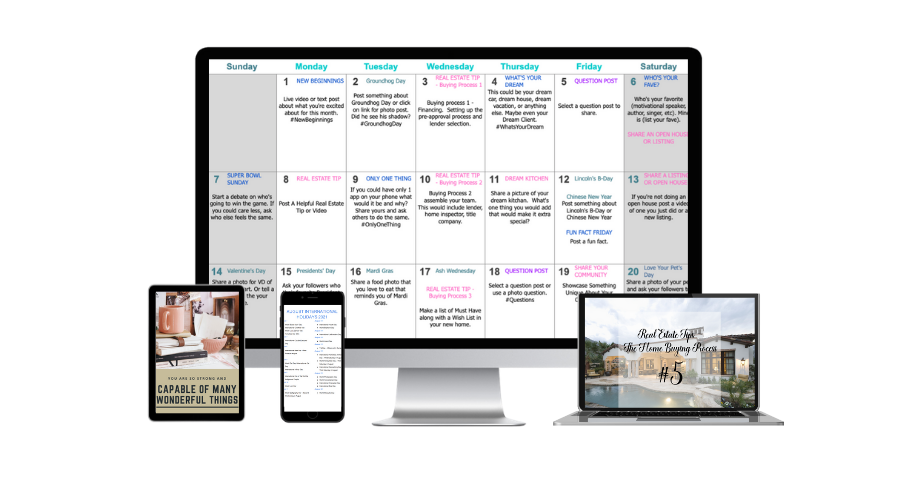 Sunday Monday Tuesday Wednesday Thursday Friday Saturday
1 NEW BEGINNINGS
Live video or text post
about what you're excited
about for this month.
#NewBeginnings
2 Groundhog Day
Post something about
Groundhog Day or click
on link for photo post.
Did he see his shadow?
#GroundhogDay
3 REAL ESTATE TIP
- Buying Process 1
Buying process 1 -
Financing. Setting up the
pre-approval process and
lender selection.
4 WHAT'S YOUR
DREAM
This could be your dream
car, dream house, dream
vacation, or anything
else. Maybe even your
Dream Client.
#WhatsYourDream
5 QUESTION POST
Select a question post to
share.
6 WHO'S YOUR
FAVE?
Who's your favorite
(motivational speaker,
author, singer, etc). Mine
is (list your fave).
SHARE AN OPEN HOUSE
OR LISTING
7 SUPER BOWL
SUNDAY
Start a debate on who's
going to win the game. If
you could care less, ask
who else feels the same.
8 REAL ESTATE TIP
Post A Helpful Real Estate
Tip or Video
9 ONLY ONE THING
If you could have only 1
app on your phone what
would it be and why?
Share yours and ask
others to do the same.
#OnlyOneThing
10 REAL ESTATE TIP
- Buying Process 2
Buying Process 2
assemble your team.
This would include lender,
home inspector, title
company.
11 DREAM KITCHEN
Share a picture of your
dream kitchen. What's
one thing you would add
that would make it extra
special?
12 Lincoln's B-Day
Chinese New Year
Post something about
Lincoln's B-Day or
Chinese New Year
FUN FACT FRIDAY
Post a fun fact.
13 SHARE A LISTING
OR OPEN HOUSE
If you're not doing an
open house post a video
of one you just did or a
new listing.
14 Valentine's Day
Share a photo for VD of
art. Or tell a
the your
15 Presidents' Day
Ask your followers who
16 Mardi Gras
Share a food photo that
you love to eat that
reminds you of Mardi
Gras.
17 Ash Wednesday
REAL ESTATE TIP -
Buying Process 3
Make a list of Must Have
along with a Wish List in
your new home.
18 QUESTION POST
Select a question post or
use a photo question.
#Questions
19 SHARE YOUR
COMMUNITY
Showcase Something
Unique About Your
20 Love Your Pet's
Day
Share a photo of your pe
and ask your followers t
YOU ARE SO STRONG AND
CAPABLE OF MANY
WONDERFUL THINGS
AUGUST INTERNATIONAL
HOLIDAYS 2021
Real Estate Tips
The Home Buying Process
#5